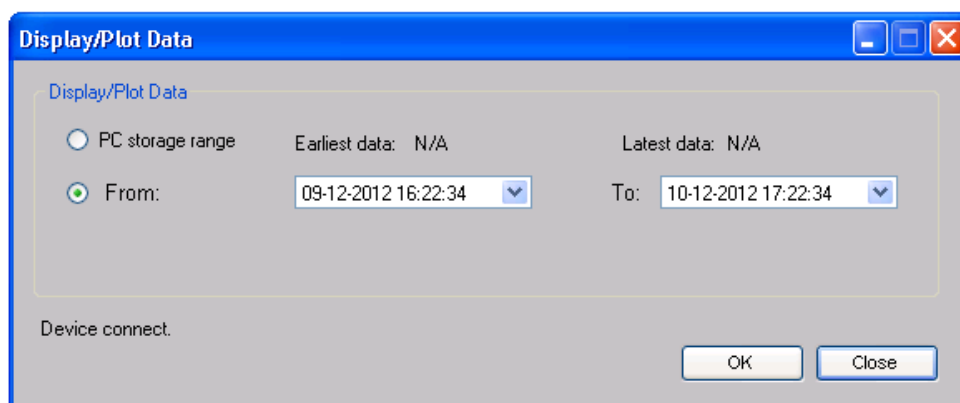 Display/Plot Data
Display/Plot Data
PC storage range Earliest data: N/A Latest data: N/A
From: 09-12-2012 16:22:34 To: 10-12-2012 17:22:34
Device connect.
OK Close